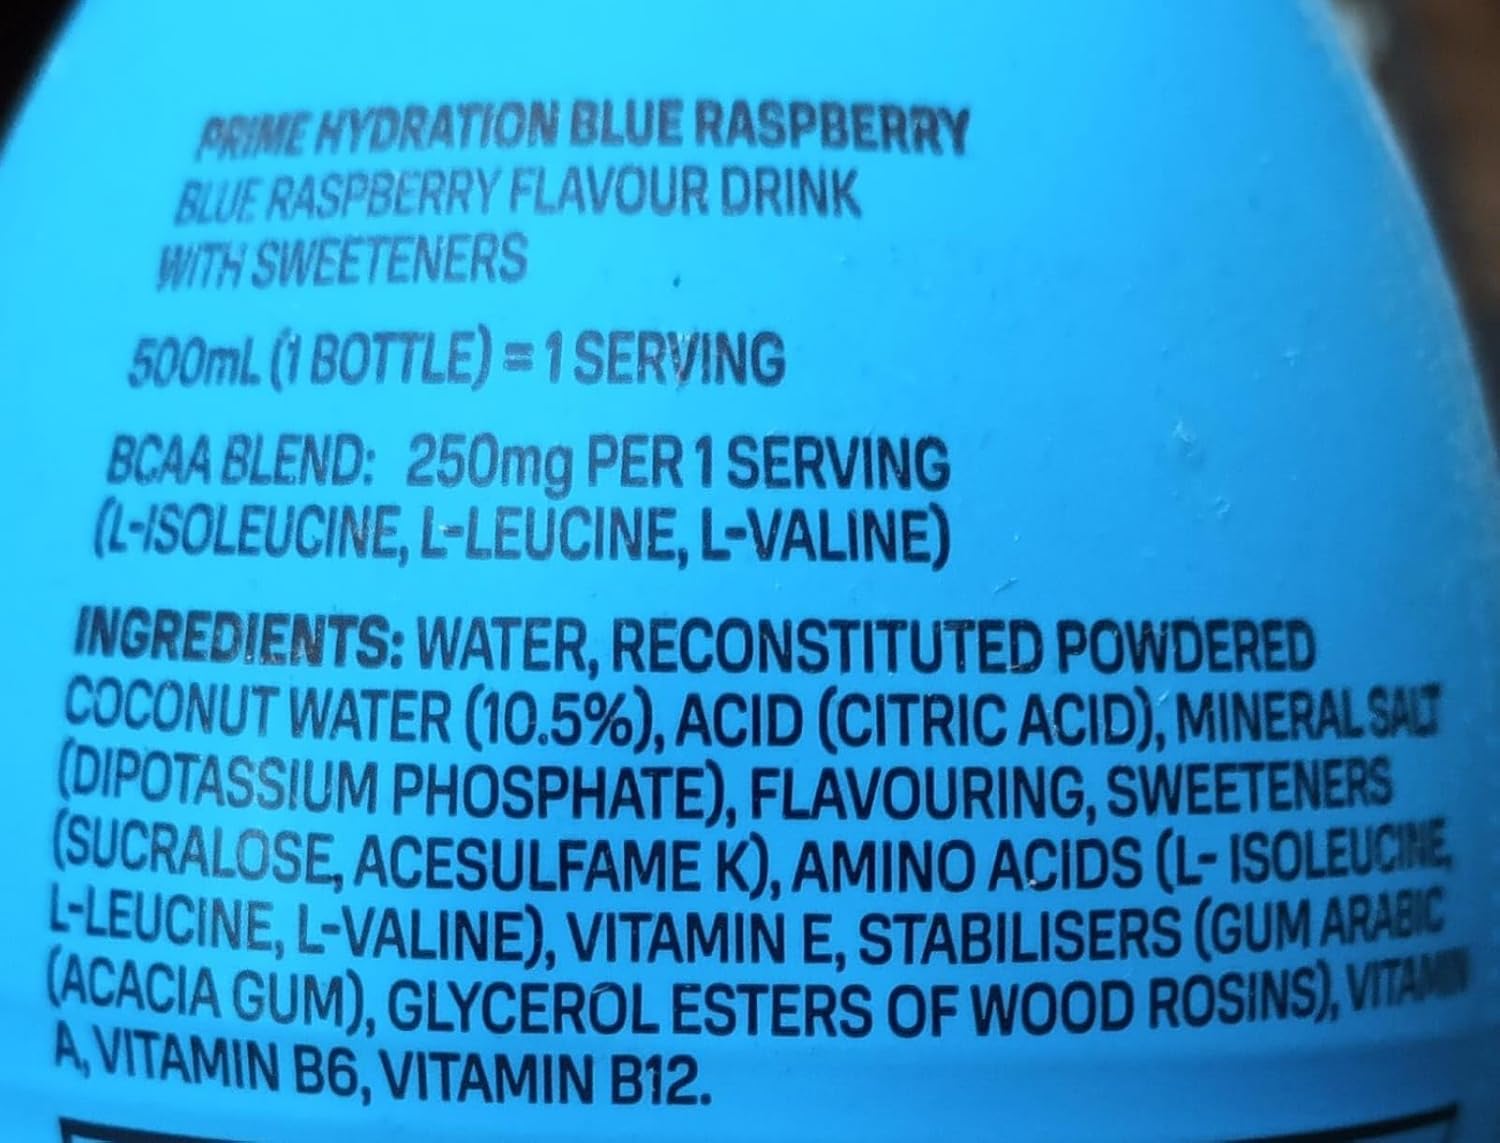 PRIME HYDRATION BLUE RASPBERRY
BLUE RASPBERRY FLAVOUR DRINK
WITH SWEETENERS
500mL (1 BOTTLE) = 1 SERVING
BCAA BLEND: 250mg PER 1 SERVING
(L-ISOLEUCINE, L-LEUCINE, L-VALINE)
INGREDIENTS: WATER, RECONSTITUTED POWDERED
COCONUT WATER (10.5%), ACID (CITRIC ACID), MINERAL SALT
(DIPOTASSIUM PHOSPHATE), FLAVOURING, SWEETENERS
(SUCRALOSE, ACESULFAME K), AMINO ACIDS (L- ISOLEUCINE,
L-LEUCINE, L-VALINE), VITAMIN E, STABILISERS (GUM ARABIC
(ACACIA GUM), GLYCEROL ESTERS OF WOOD ROSINS), VITAMIN
A, VITAMIN B6, VITAMIN B12.